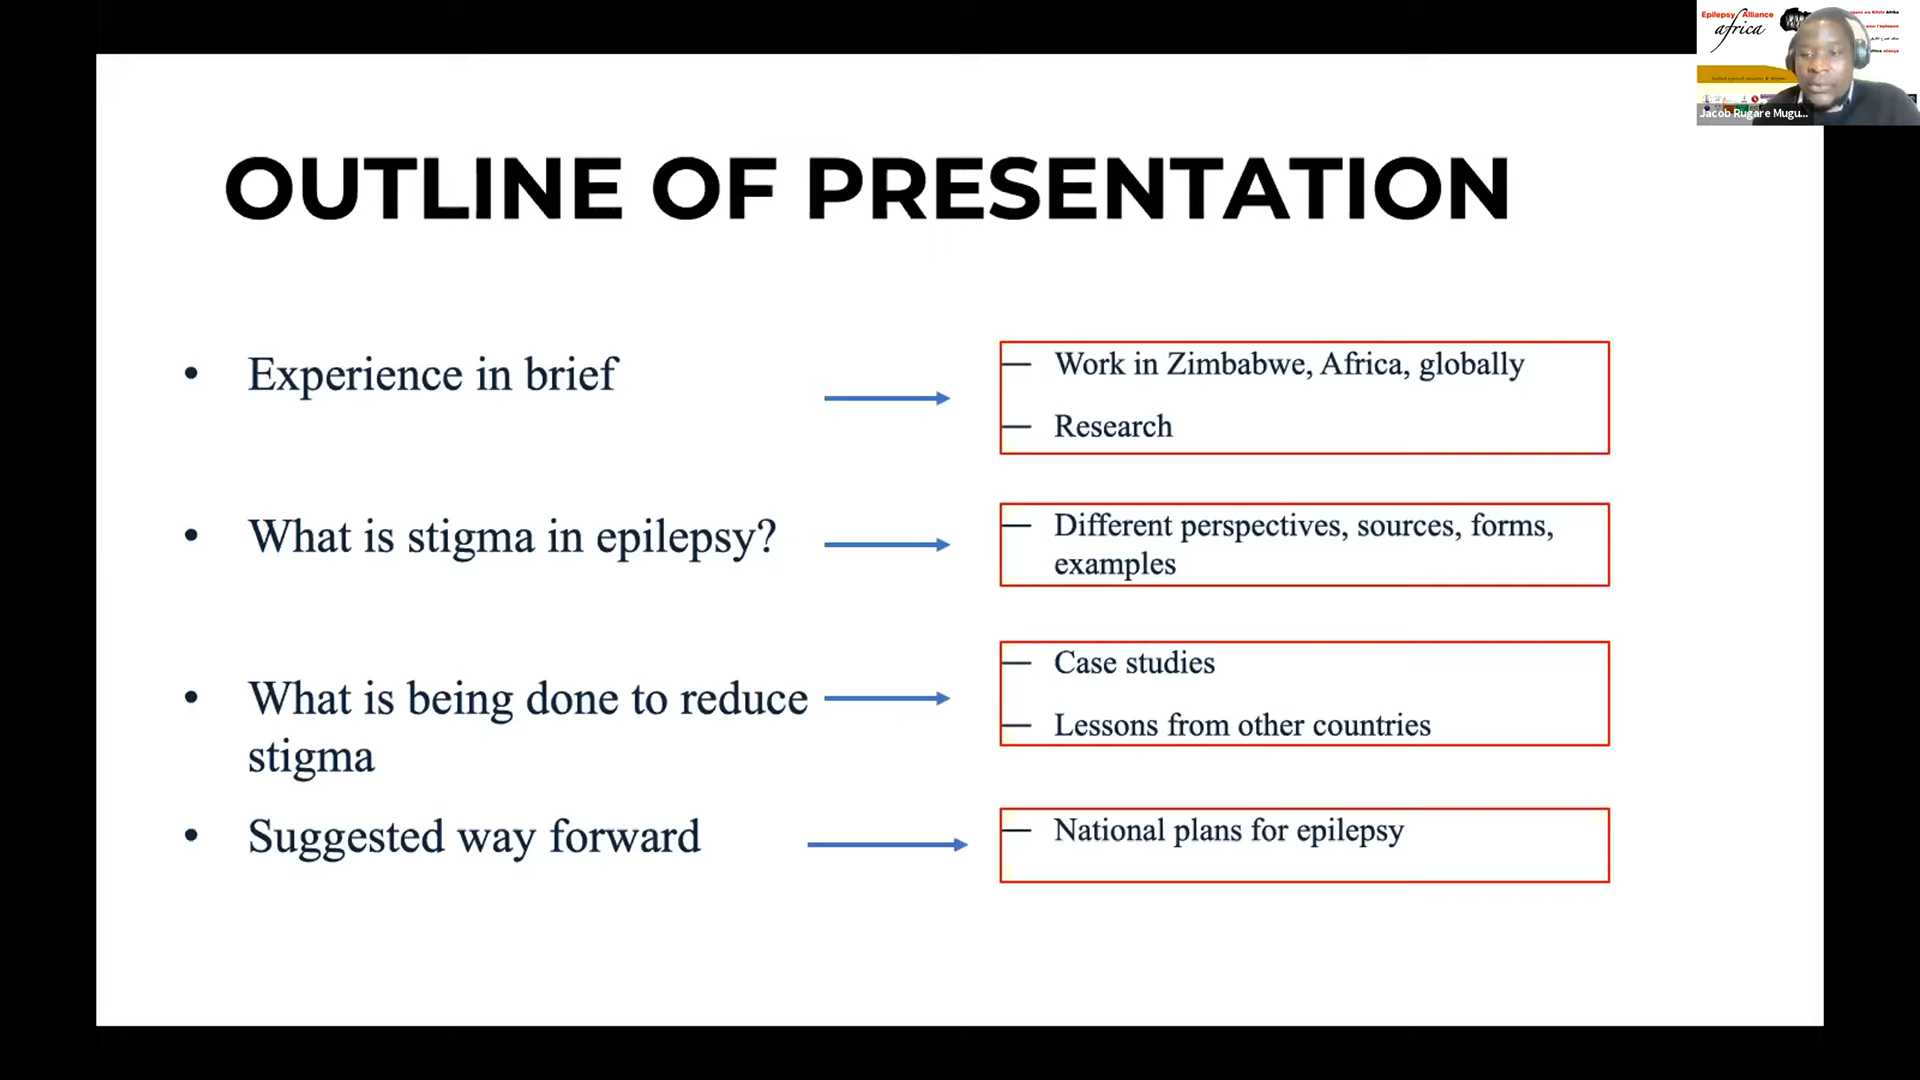 OUTLINE OF PRESENTATION
• Experience in brief
— Work in Zimbabwe, Africa, globally
— Research
• What is stigma in epilepsy?
— Different perspectives, sources, forms,
examples
• What is being done to reduce
stigma
— Case studies
— Lessons from other countries
• Suggested way forward
— National plans for epilepsy
Epilepsy Alliance
africa
Jacob Rugare Mugu...